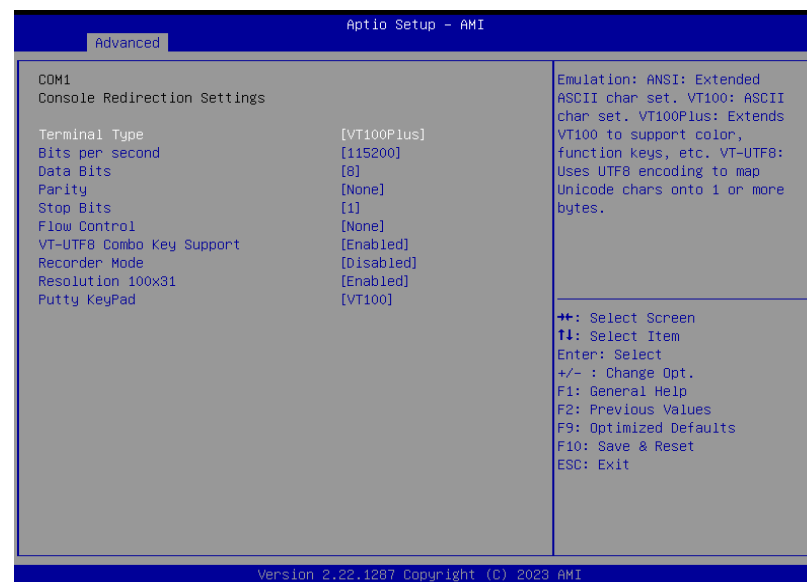 Aptio Setup - AMI
Advanced
COM1
Console Redirection Settings
Terminal Type [VT100Plus]
Bits per second [115200]
Data Bits [8]
Parity [None]
Stop Bits [1]
Flow Control [None]
VT-UTF8 Combo Key Support [Enabled]
Recorder Mode [Disabled]
Resolution 100x31 [Enabled]
Putty KeyPad [VT100]
Emulation: ANSI: Extended
ASCII char set. VT100: ASCII
char set. VT100Plus: Extends
VT100 to support color,
function keys, etc. VT-UTF8:
Uses UTF8 encoding to map
Unicode chars onto 1 or more
bytes.
→←: Select Screen
↑↓: Select Item
Enter: Select
+/- : Change Opt.
F1: General Help
F2: Previous Values
F9: Optimized Defaults
F10: Save & Reset
ESC: Exit
Version 2.22.1287 Copyright (C) 2023 AMI